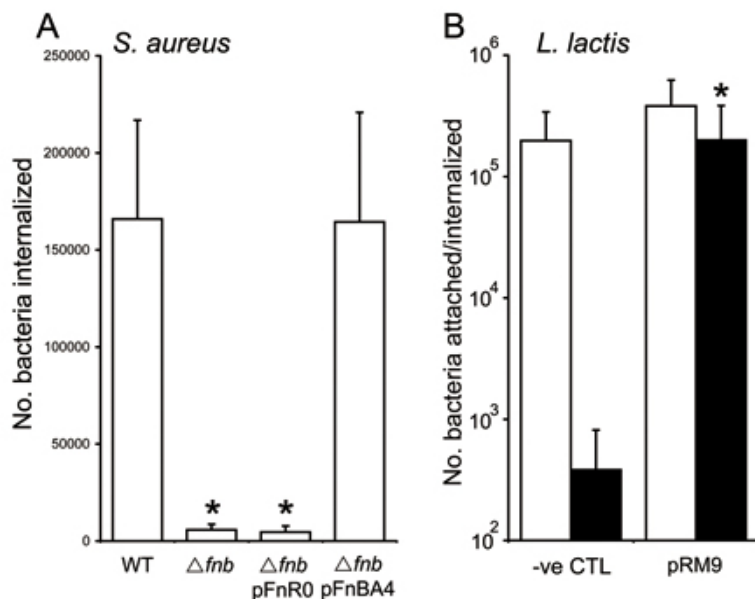 A
S. aureus
No. bacteria internalized
250000
200000
150000
100000
50000
0
*
*
WT
△fnb
△fnb
pFnR0
△fnb
pFnBA4
B
L. lactis
No. bacteria attached/internalized
10^6
10^5
10^4
10^3
10^2
*
-ve CTL
pRM9